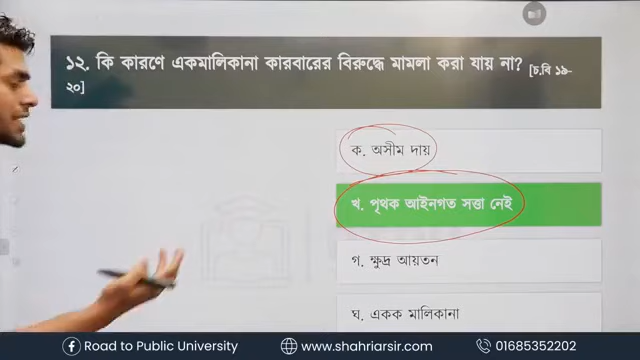 ১২. কি কারণে একমালিকানা কারবারের বিরুদ্ধে মামলা করা যায় না? [চ.বি ১৯-
২০]
ক. অসীম দায়
খ. পৃথক আইনগত সত্তা নেই
গ. ক্ষুদ্র আয়তন
ঘ. একক মালিকানা
Road to Public University
www.shahriarsir.com
01685352202